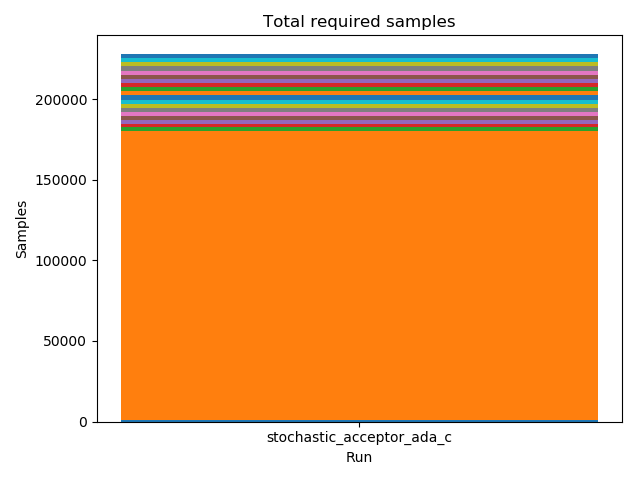 Total required samples
200000
150000
100000
50000
0
Samples
stochastic_acceptor_ada_c
Run